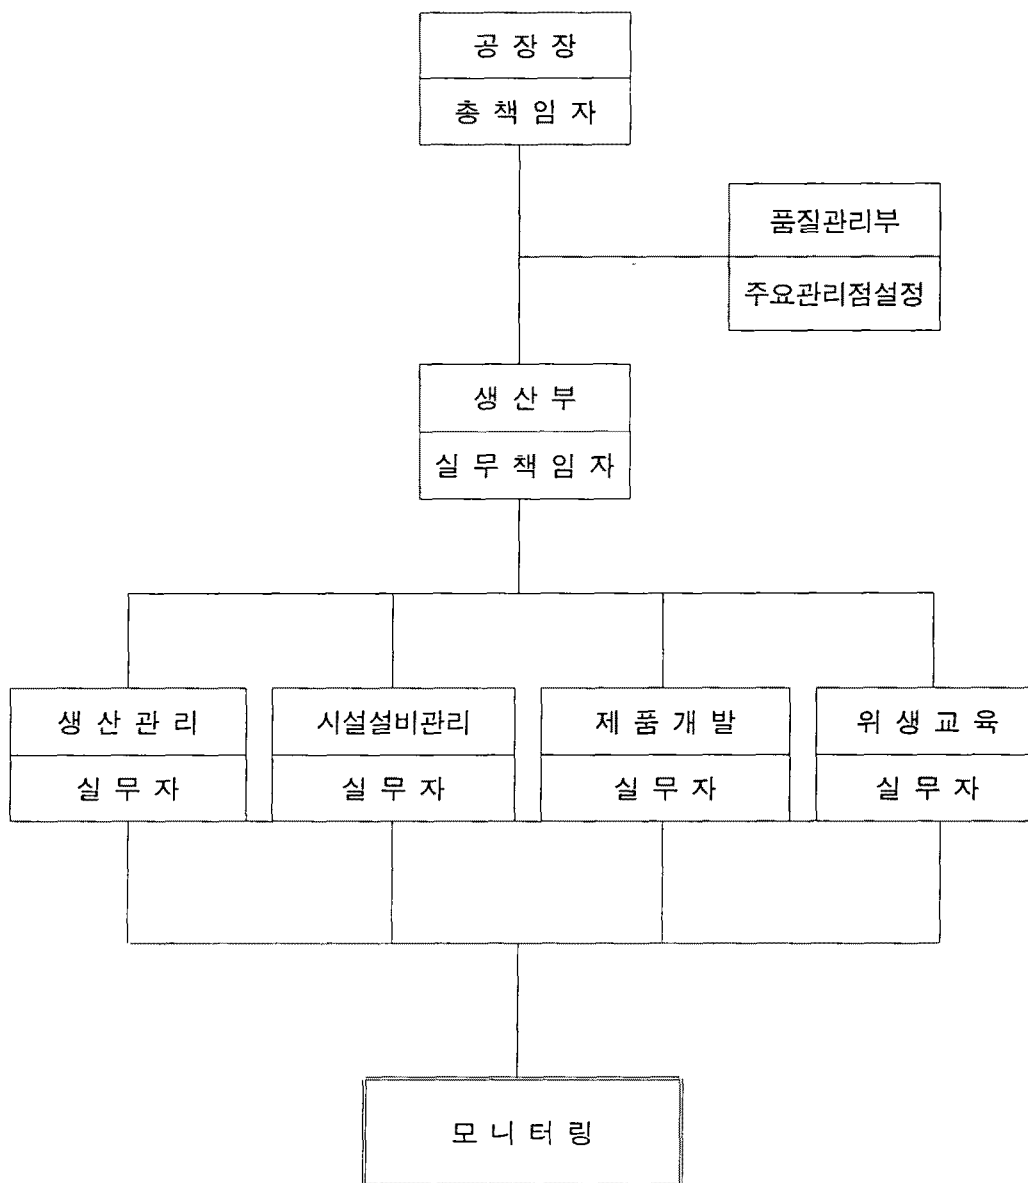 공 장 장
총 책 임 자
품질관리부
주요관리점설정
생 산 부
실 무 책 임 자
생 산 관 리
시설설비관리
제 품 개 발
위 생 교 육
실 무 자
실 무 자
실 무 자
실 무 자
모 니 터 링